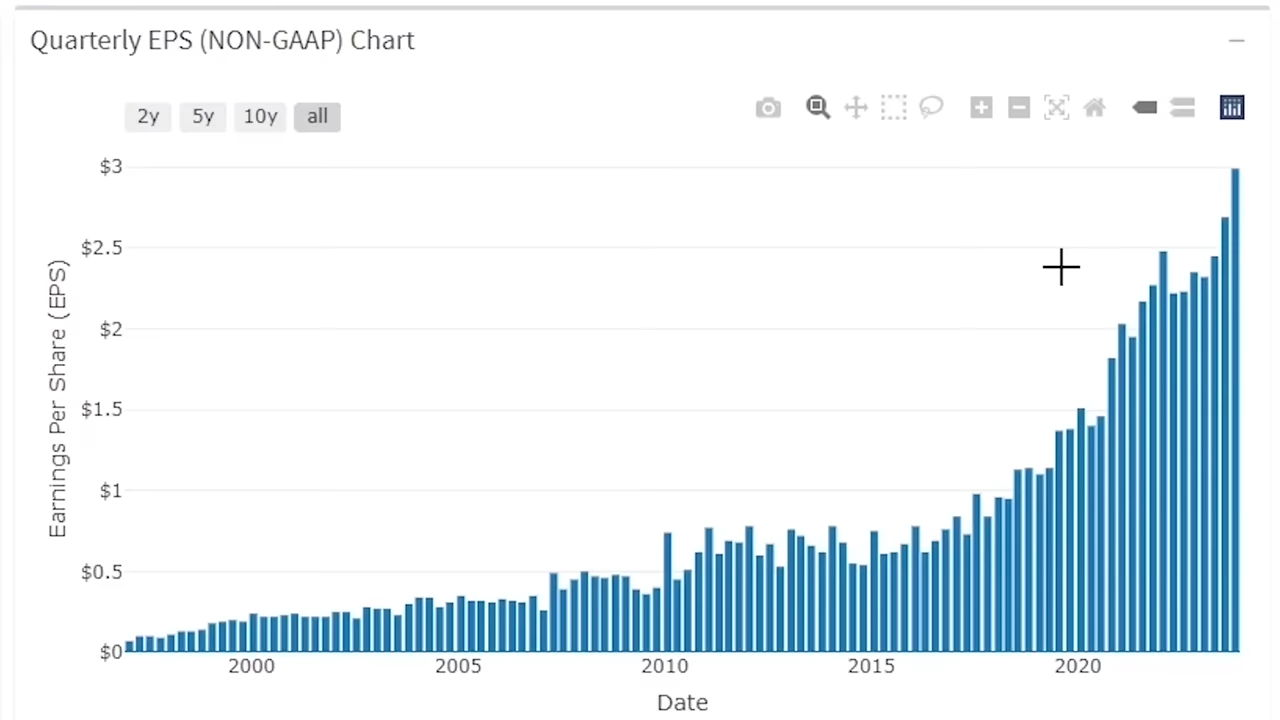 Quarterly EPS (NON-GAAP) Chart
2y 5y 10y all
$3
$2.5
$2
$1.5
$1
$0.5
$0
Earnings Per Share (EPS)
2000 2005 2010 2015 2020
Date